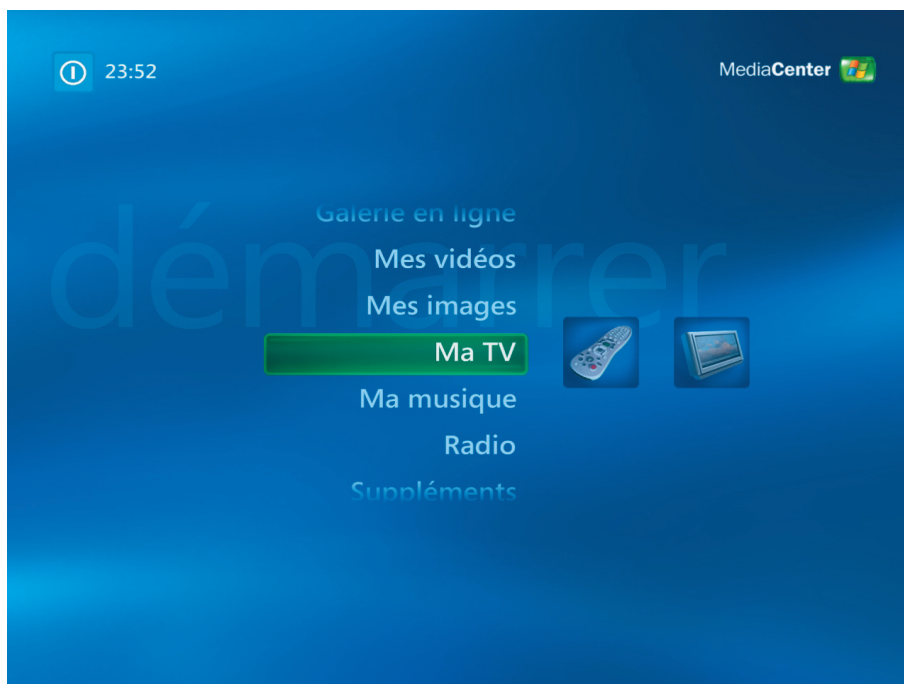 23:52
MediaCenter
démarrer
Galerie en ligne
Mes vidéos
Mes images
Ma TV
Ma musique
Radio
Suppléments